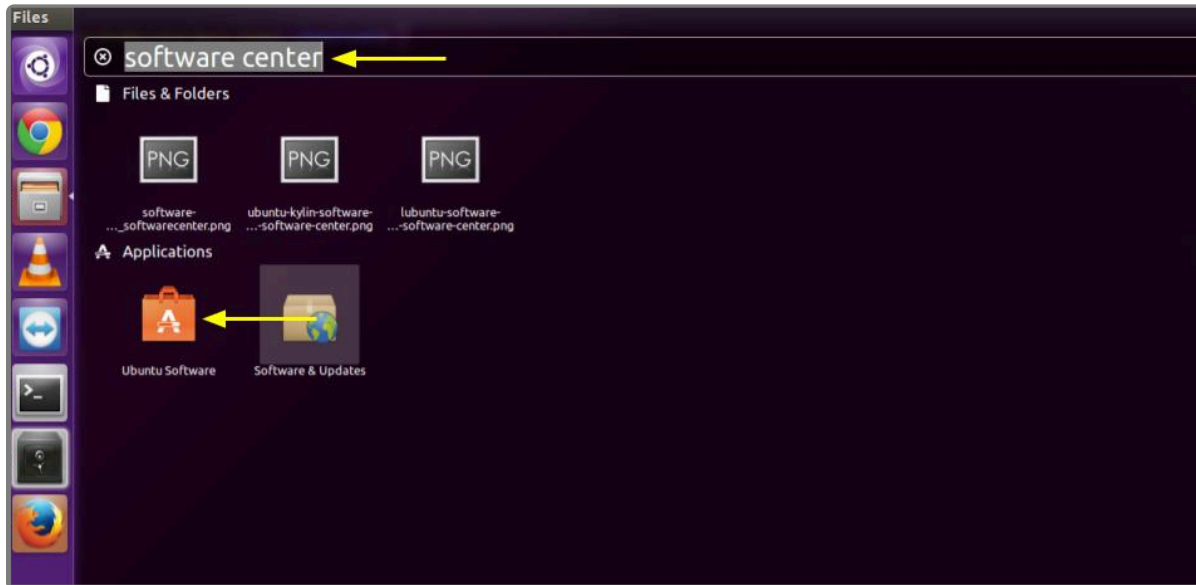 Files
software center
Files & Folders
PNG PNG PNG
software- ubuntu-kylin-software- lubuntu-software-
..._softwarecenter.png ...-software-center.png ...-software-center.png
Applications
Ubuntu Software Software & Updates
>_